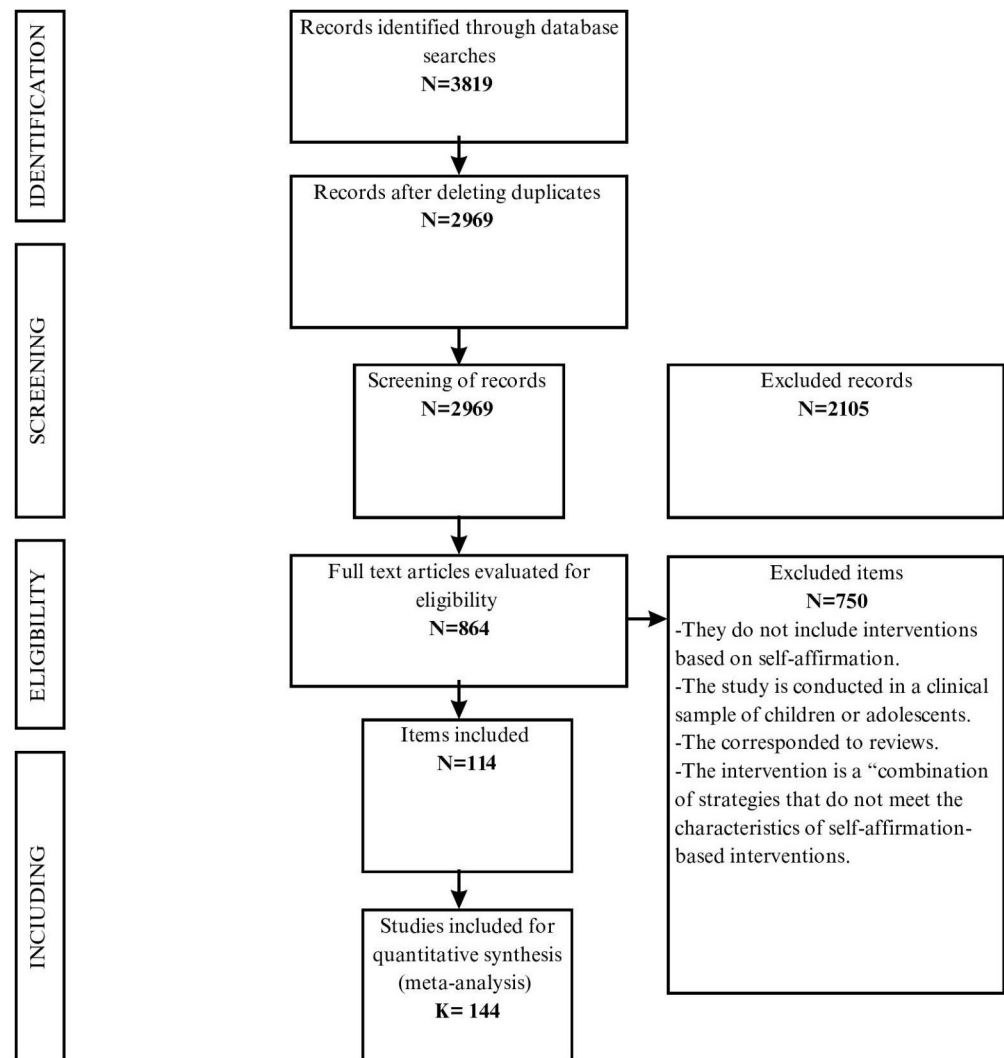 IDENTIFICATION
Records identified through database
searches
N=3819
Records after deleting duplicates
N=2969
SCREENING
Screening of records
N=2969
Excluded records
N=2105
ELIGIBILITY
Full text articles evaluated for
eligibility
N=864
Excluded items
N=750
-They do not include interventions
based on self-affirmation.
-The study is conducted in a clinical
sample of children or adolescents.
-The corresponded to reviews.
-The intervention is a “combination
of strategies that do not meet the
characteristics of self-affirmation-
based interventions.
INCIUDING
Items included
N=114
Studies included for
quantitative synthesis
(meta-analysis)
K= 144